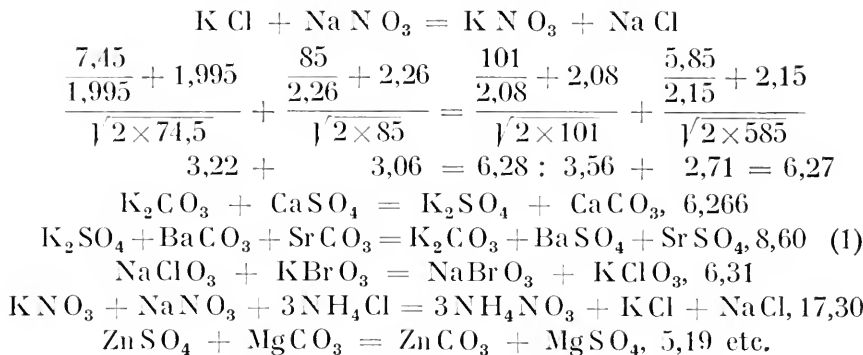 K Cl + Na N O₃ = K N O₃ + Na Cl
7,45 85 101 5,85
1,995 + 1,995 2,26 + 2,26 2,08 + 2,08 2,15 + 2,15
√2×74,5 + √2×85 = √2×101 + √2×585
3,22 + 3,06 = 6,28 : 3,56 + 2,71 = 6,27
K₂CO₃ + CaSO₄ = K₂SO₄ + CaCO₃, 6,266
K₂SO₄+BaCO₃+SrCO₃=K₂CO₃+BaSO₄+SrSO₄, 8,60 (1)
NaClO₃ + KBrO₃ = NaBrO₃ + KClO₃, 6,31
KNO₃+NaNO₃+3NH₄Cl=3NH₄NO₃+KCl+NaCl, 17,30
ZnSO₄ + MgCO₃ = ZnCO₃ + MgSO₄, 5,19 etc.